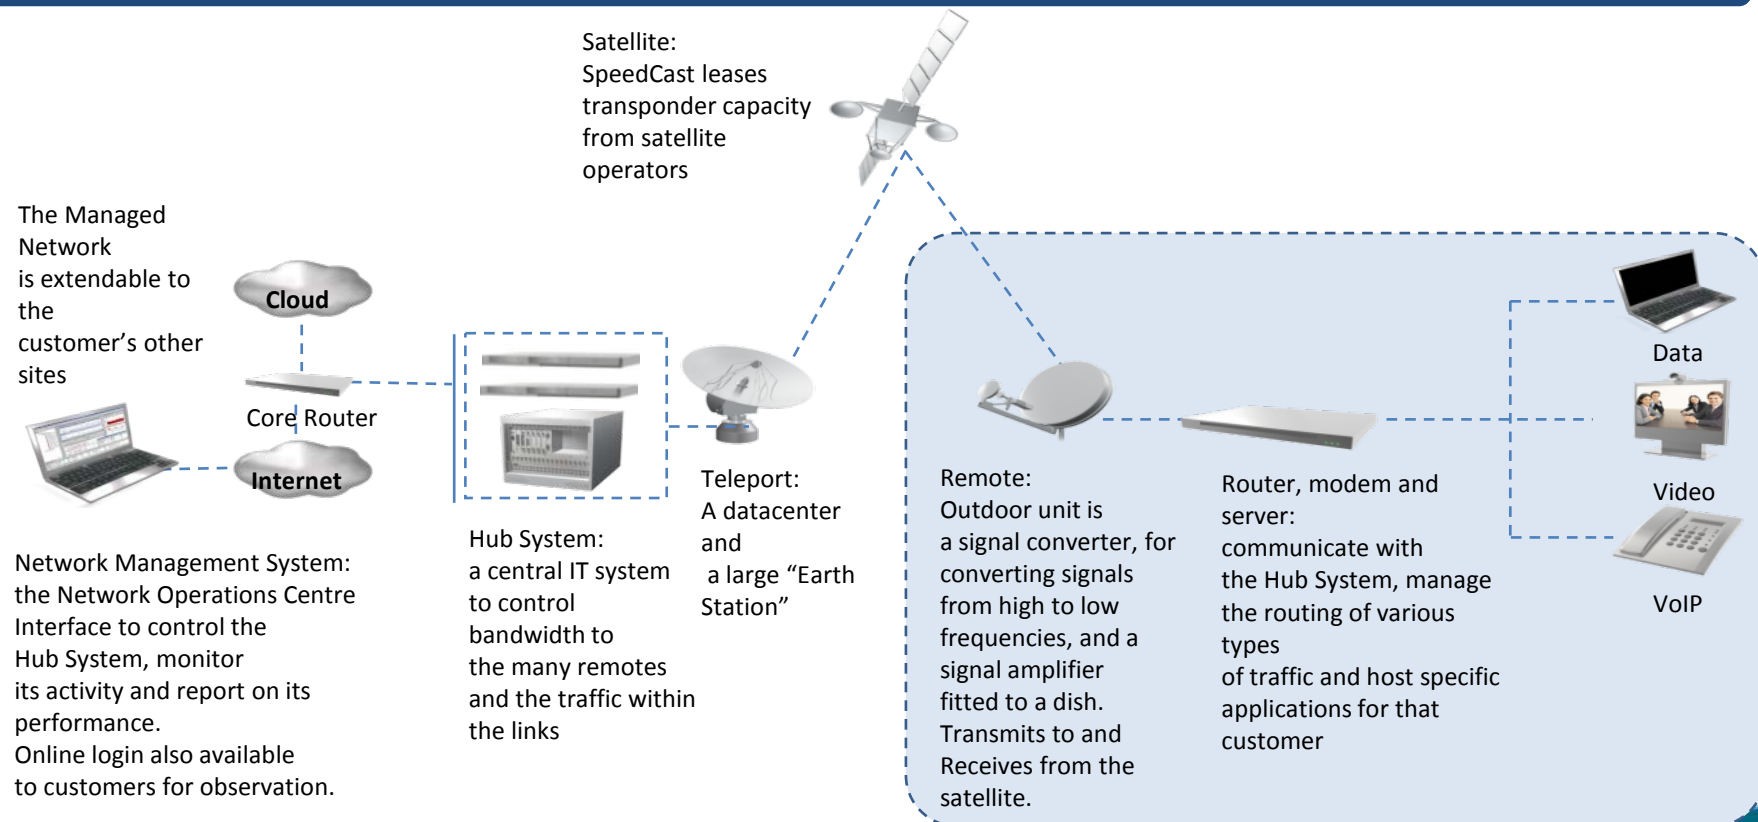 Satellite:
SpeedCast leases
transponder capacity
from satellite
operators
The Managed
Network
is extendable to
the
customer’s other
sites
Cloud
Core Router
Internet
Network Management System:
the Network Operations Centre
Interface to control the
Hub System, monitor
its activity and report on its
performance.
Online login also available
to customers for observation.
Hub System:
a central IT system
to control
bandwidth to
the many remotes
and the traffic within
the links
Teleport:
A datacenter
and
a large “Earth
Station”
Remote:
Outdoor unit is
a signal converter, for
converting signals
from high to low
frequencies, and a
signal amplifier
fitted to a dish.
Transmits to and
Receives from the
satellite.
Router, modem and
server:
communicate with
the Hub System, manage
the routing of various
types
of traffic and host specific
applications for that
customer
Data
Video
VoIP